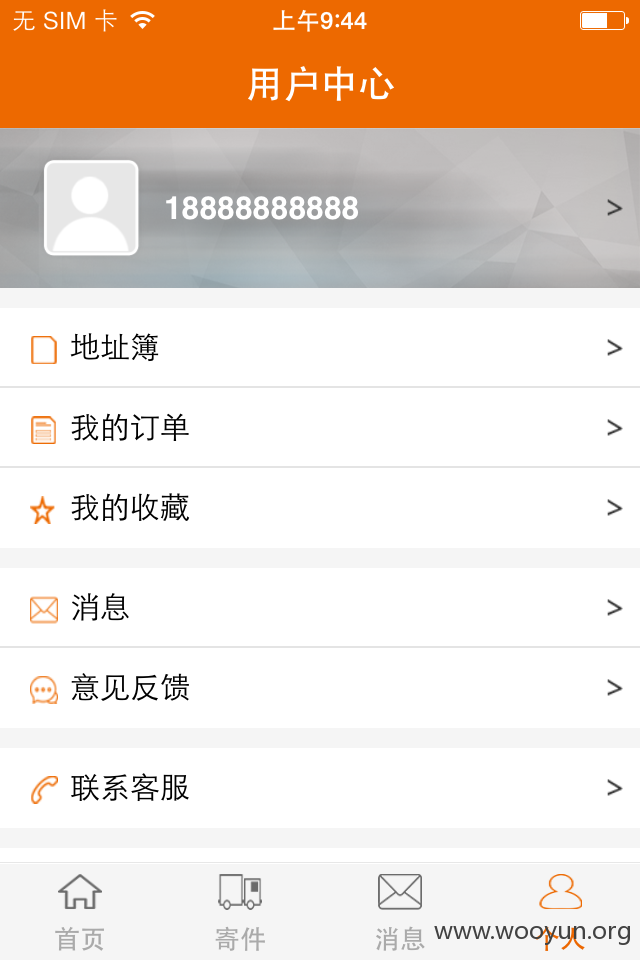 无 SIM 卡 上午9:44
用户中心
18888888888 >
地址簿 >
我的订单 >
我的收藏 >
消息 >
意见反馈 >
联系客服 >
首页 寄件 消息 个人
www.wooyun.org